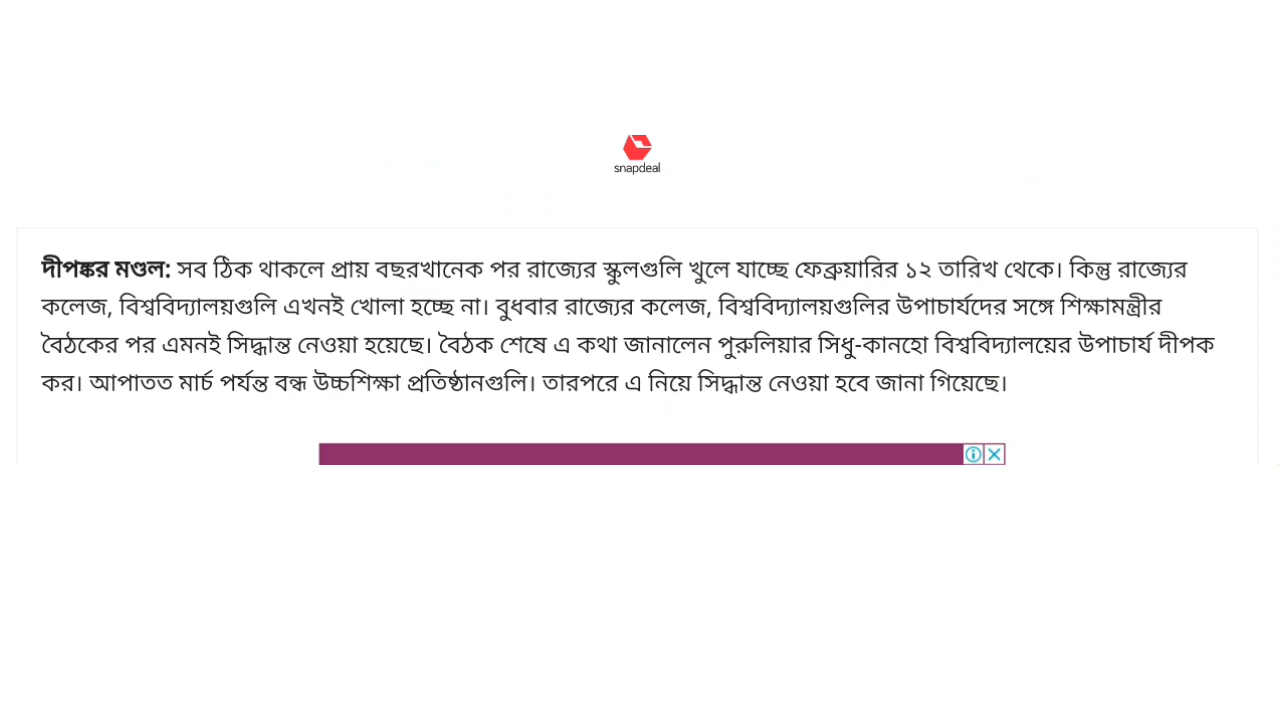 snapdeal
দীপঙ্কর মণ্ডল: সব ঠিক থাকলে প্রায় বছরখানেক পর রাজ্যের স্কুলগুলি খুলে যাচ্ছে ফেব্রুয়ারির ১২ তারিখ থেকে। কিন্তু রাজ্যের
কলেজ, বিশ্ববিদ্যালয়গুলি এখনই খোলা হচ্ছে না। বুধবার রাজ্যের কলেজ, বিশ্ববিদ্যালয়গুলির উপাচার্যদের সঙ্গে শিক্ষামন্ত্রীর
বৈঠকের পর এমনই সিদ্ধান্ত নেওয়া হয়েছে। বৈঠক শেষে এ কথা জানালেন পুরুলিয়ার সিধু-কানহো বিশ্ববিদ্যালয়ের উপাচার্য দীপক
কর। আপাতত মার্চ পর্যন্ত বন্ধ উচ্চশিক্ষা প্রতিষ্ঠানগুলি। তারপরে এ নিয়ে সিদ্ধান্ত নেওয়া হবে জানা গিয়েছে।